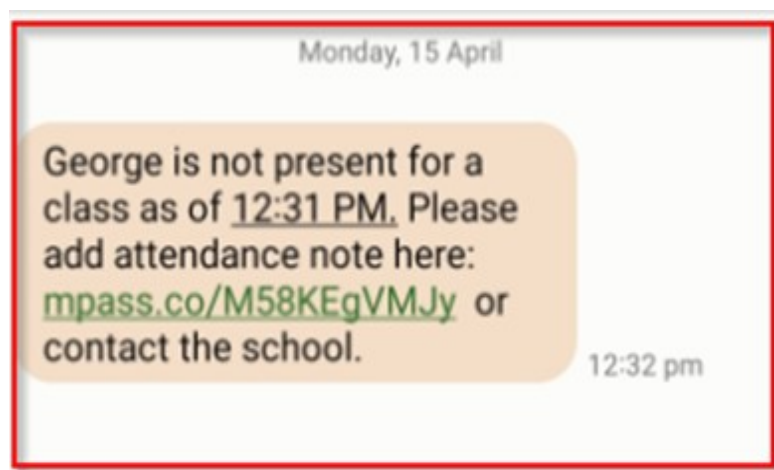 Monday, 15 April
George is not present for a
class as of 12:31 PM. Please
add attendance note here:
mpass.co/M58KEgVMJy or
contact the school.
12:32 pm